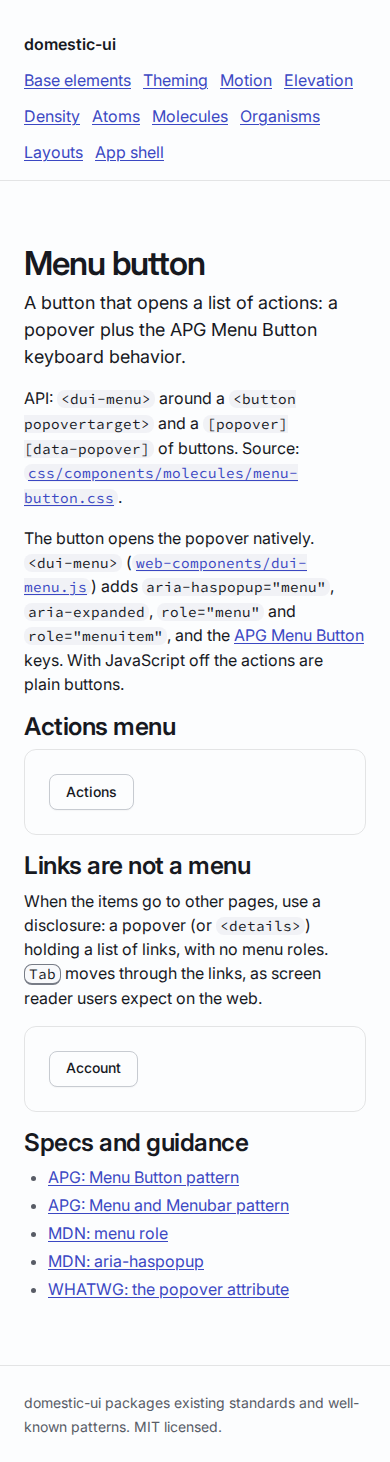 domestic-ui
Base elements Theming Motion Elevation
Density Atoms Molecules Organisms
Layouts App shell
Menu button
A button that opens a list of actions: a
popover plus the APG Menu Button
keyboard behavior.
API: <dui-menu> around a <button
popovertarget> and a [popover]
[data-popover] of buttons. Source:
css/components/molecules/menu-
button.css.
The button opens the popover natively.
<dui-menu> (web-components/dui-
menu.js) adds aria-haspopup="menu",
aria-expanded, role="menu" and
role="menuitem", and the APG Menu Button
keys. With JavaScript off the actions are
plain buttons.
Actions menu
Actions
Links are not a menu
When the items go to other pages, use a
disclosure: a popover (or <details>)
holding a list of links, with no menu roles.
Tab moves through the links, as screen
reader users expect on the web.
Account
Specs and guidance
• APG: Menu Button pattern
• APG: Menu and Menubar pattern
• MDN: menu role
• MDN: aria-haspopup
• WHATWG: the popover attribute
domestic-ui packages existing standards and well-
known patterns. MIT licensed.